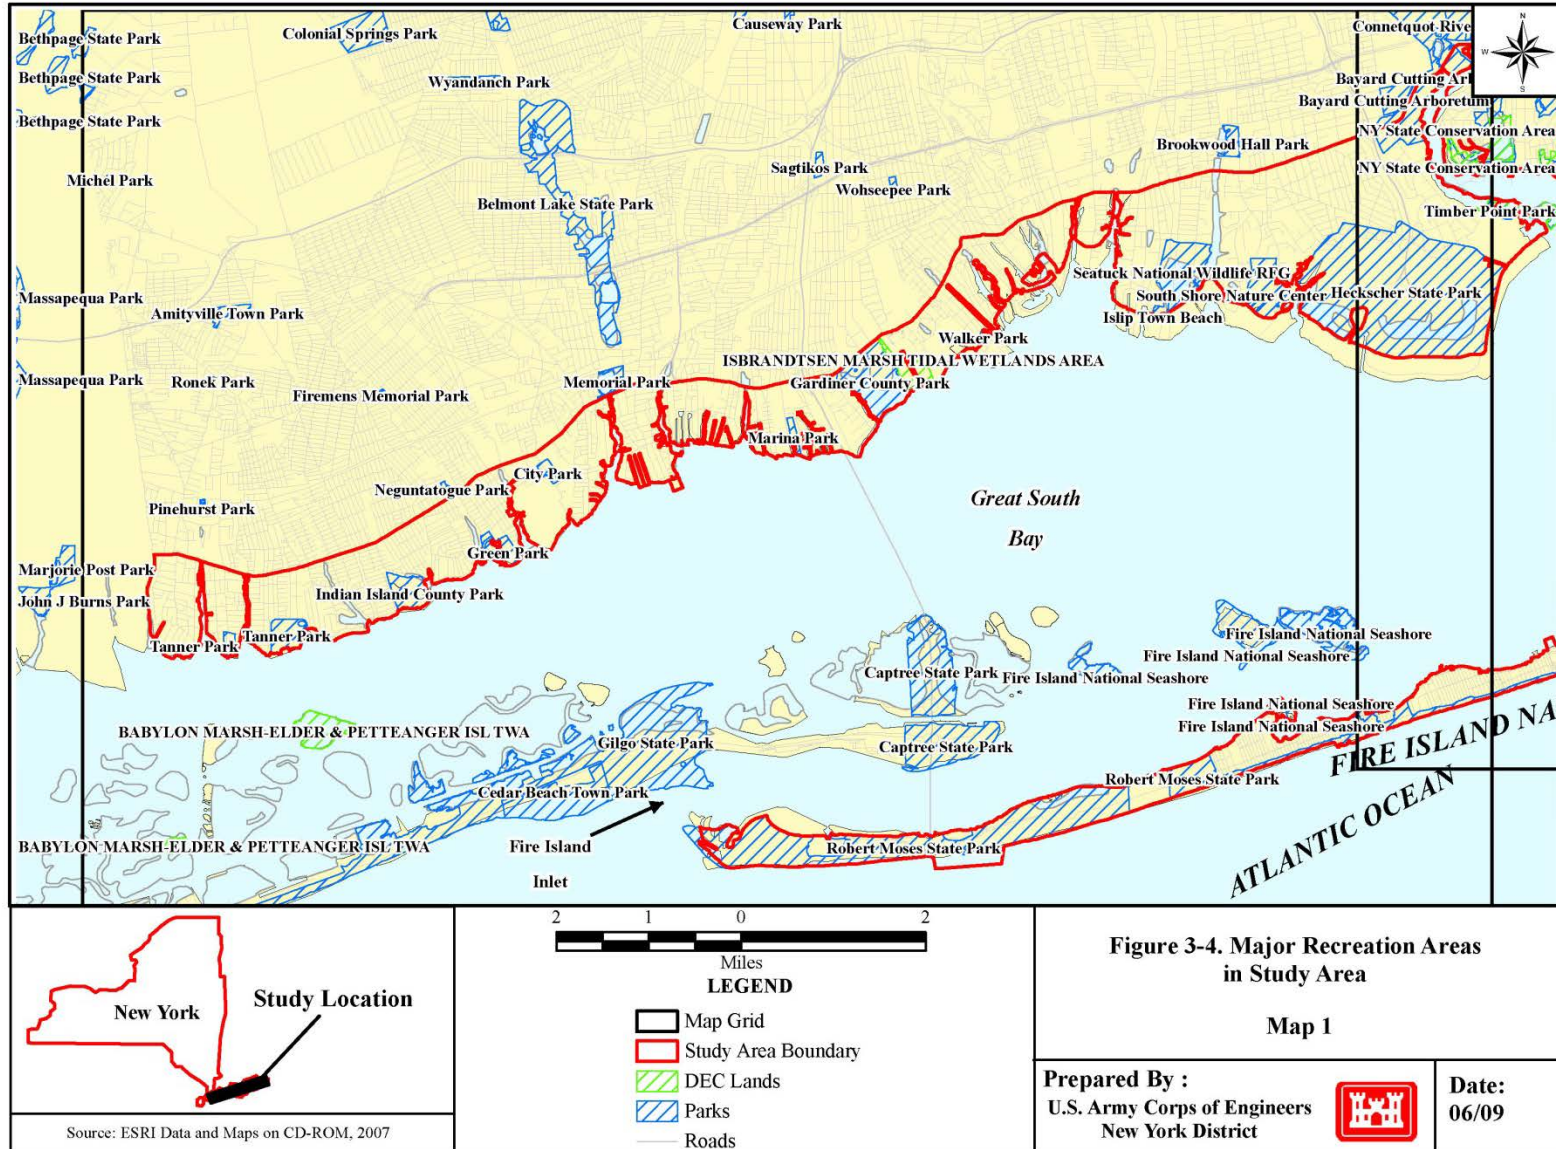 Bethpage State Park
Colonial Springs Park
Causeway Park
Connetquot Rive
N
W
S
Bethpage State Park
Wyandanch Park
Bayard Cutting Ar
Bayard Cutting Arboretum
Bethpage State Park
NY State Conservation Area
Brookwood Hall Park
Sagtikos Park
NY State Conservation Area
Michel Park
Wohseepee Park
Belmont Lake State Park
Timber Point Park
Seatuck National Wildlife RFG
Massapequa Park
South Shore Nature Center
Heckscher State Park
Amityville Town Park
Islip Town Beach
Walker Park
ISBRANDTSEN MARSH TIDAL WETLANDS AREA
Massapequa Park
Ronek Park
Memorial Park
Gardiner County Park
Firemens Memorial Park
Marina Park
City Park
Neguntatogue Park
Great South
Bay
Pinehurst Park
Green Park
Marjorie Post Park
John J Burns Park
Indian Island County Park
Tanner Park
Tanner Park
Fire Island National Seashore
Fire Island National Seashore
Captree State Park
Fire Island National Seashore
Fire Island National Seashore
Fire Island National Seashore
BABYLON MARSH-ELDER & PETTEANGER ISL TWA
Gilgo State Park
Captree State Park
FIRE ISLAND NA
Robert Moses State Park
Cedar Beach Town Park
ATLANTIC OCEAN
BABYLON MARSH-ELDER & PETTEANGER ISL TWA
Fire Island
Inlet
Robert Moses State Park
New York
Study Location
Source: ESRI Data and Maps on CD-ROM, 2007
2 1 0 2
Miles
LEGEND
Map Grid
Study Area Boundary
DEC Lands
Parks
Roads
Figure 3-4. Major Recreation Areas
in Study Area
Map 1
Prepared By :
U.S. Army Corps of Engineers
New York District
Date:
06/09